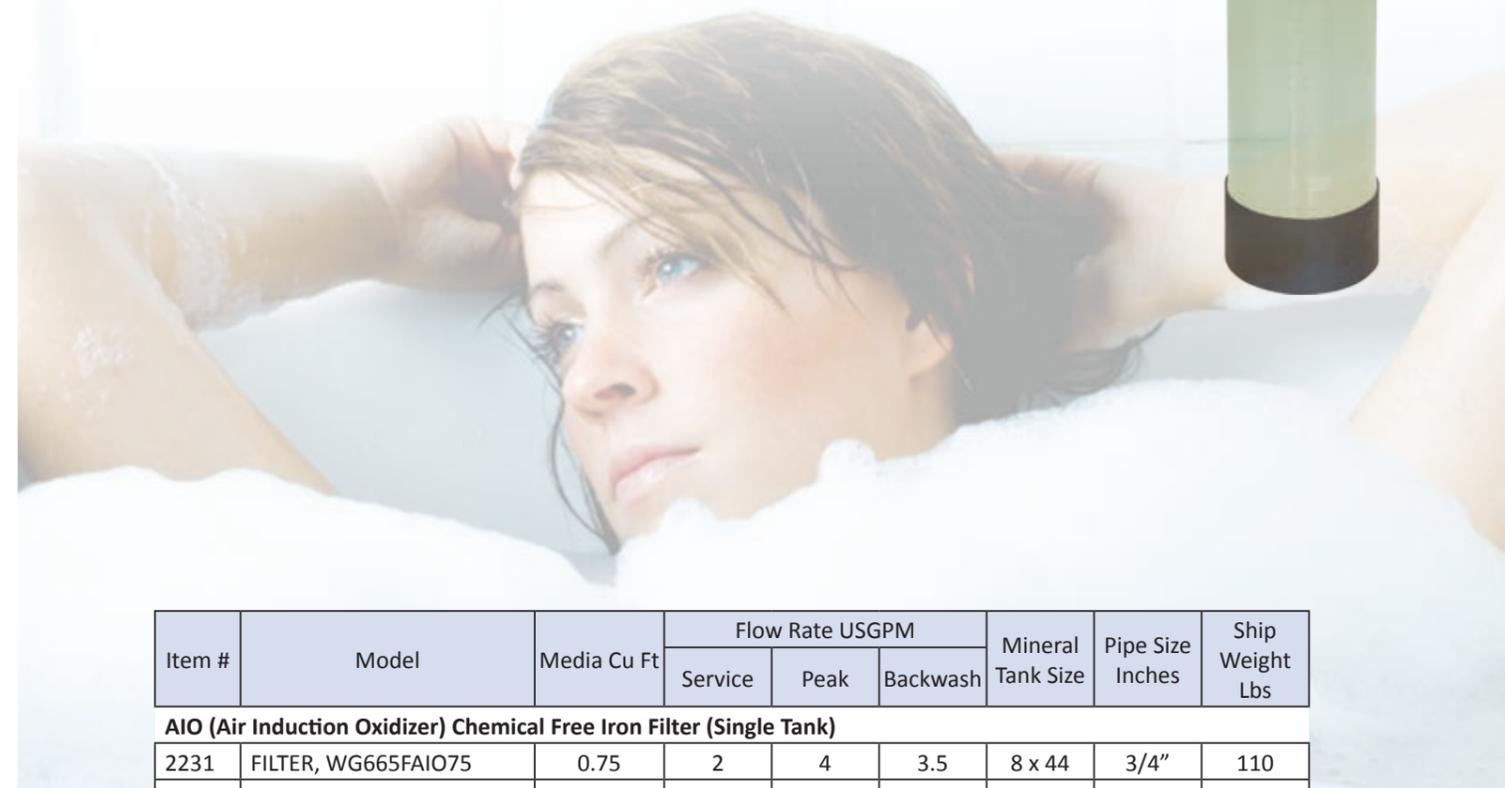 Item # Model Media Cu Ft Flow Rate USGPM Mineral Tank Size Pipe Size Inches Ship Weight Lbs
Service Peak Backwash
AIO (Air Induction Oxidizer) Chemical Free Iron Filter (Single Tank)
2231 FILTER, WG665FAIO75 0.75 2 4 3.5 8 x 44 3/4” 110